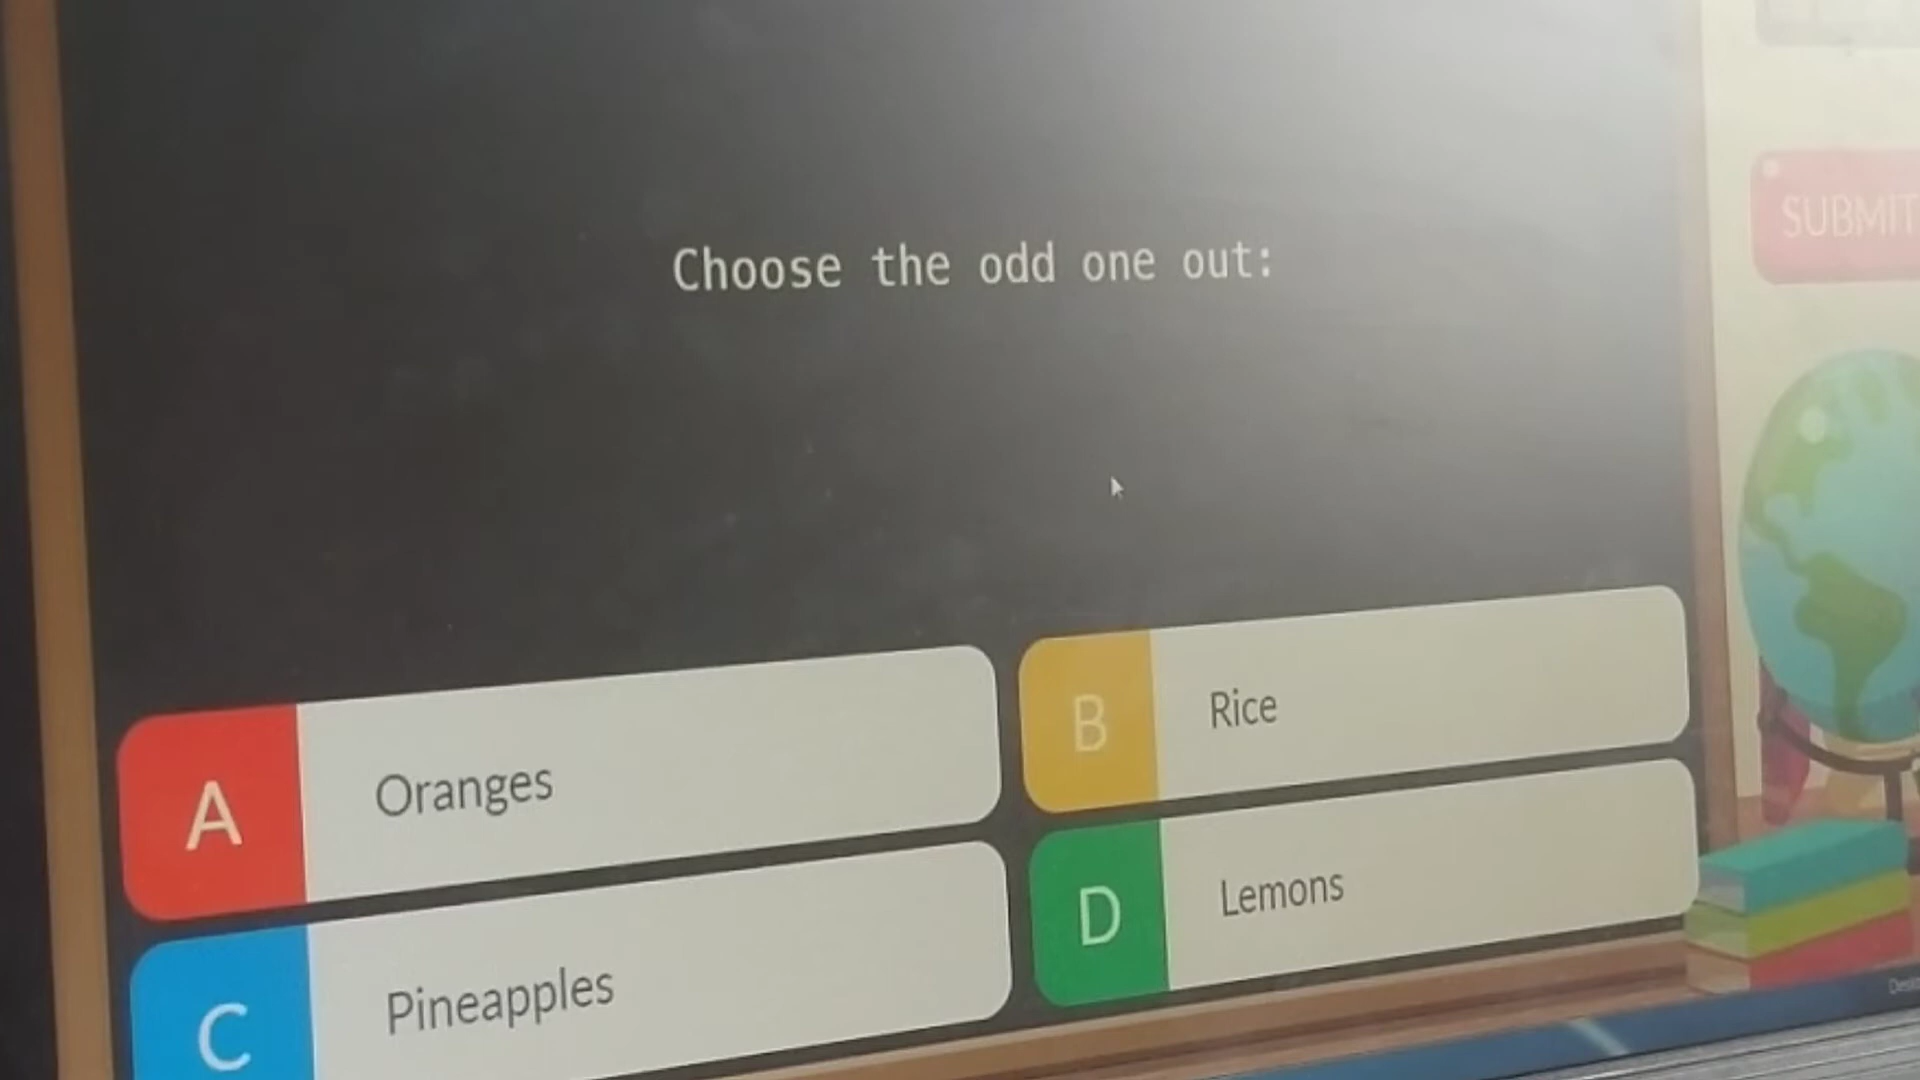 Choose the odd one out:
SUBMIT
A
Oranges
B
Rice
C
Pineapples
D
Lemons